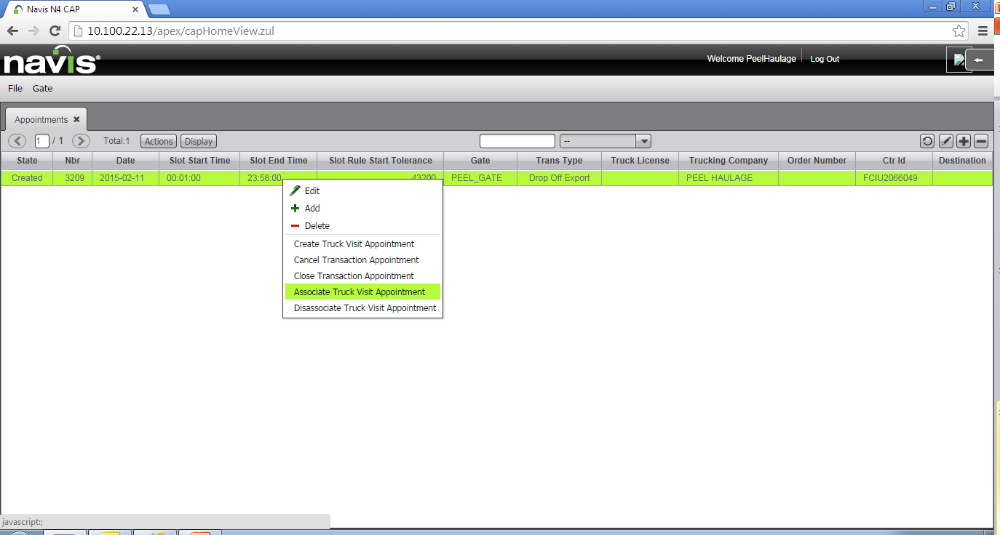 Navis N4 CAP
10.100.22.13/apex/capHomeView.zul
navis®
Welcome PeelHaulage
Log Out
File Gate
Appointments
1 / 1 Total:1 Actions Display --
State Nbr Date Slot Start Time Slot End Time Slot Rule Start Tolerance Gate Trans Type Truck License Trucking Company Order Number Ctr Id Destination
Created 3209 2015-02-11 00:01:00 23:58:00 43200 PEEL_GATE Drop Off Export PEEL HAULAGE FCIU2066049
Edit
Add
Delete
Create Truck Visit Appointment
Cancel Transaction Appointment
Close Transaction Appointment
Associate Truck Visit Appointment
Disassociate Truck Visit Appointment
javascript:;